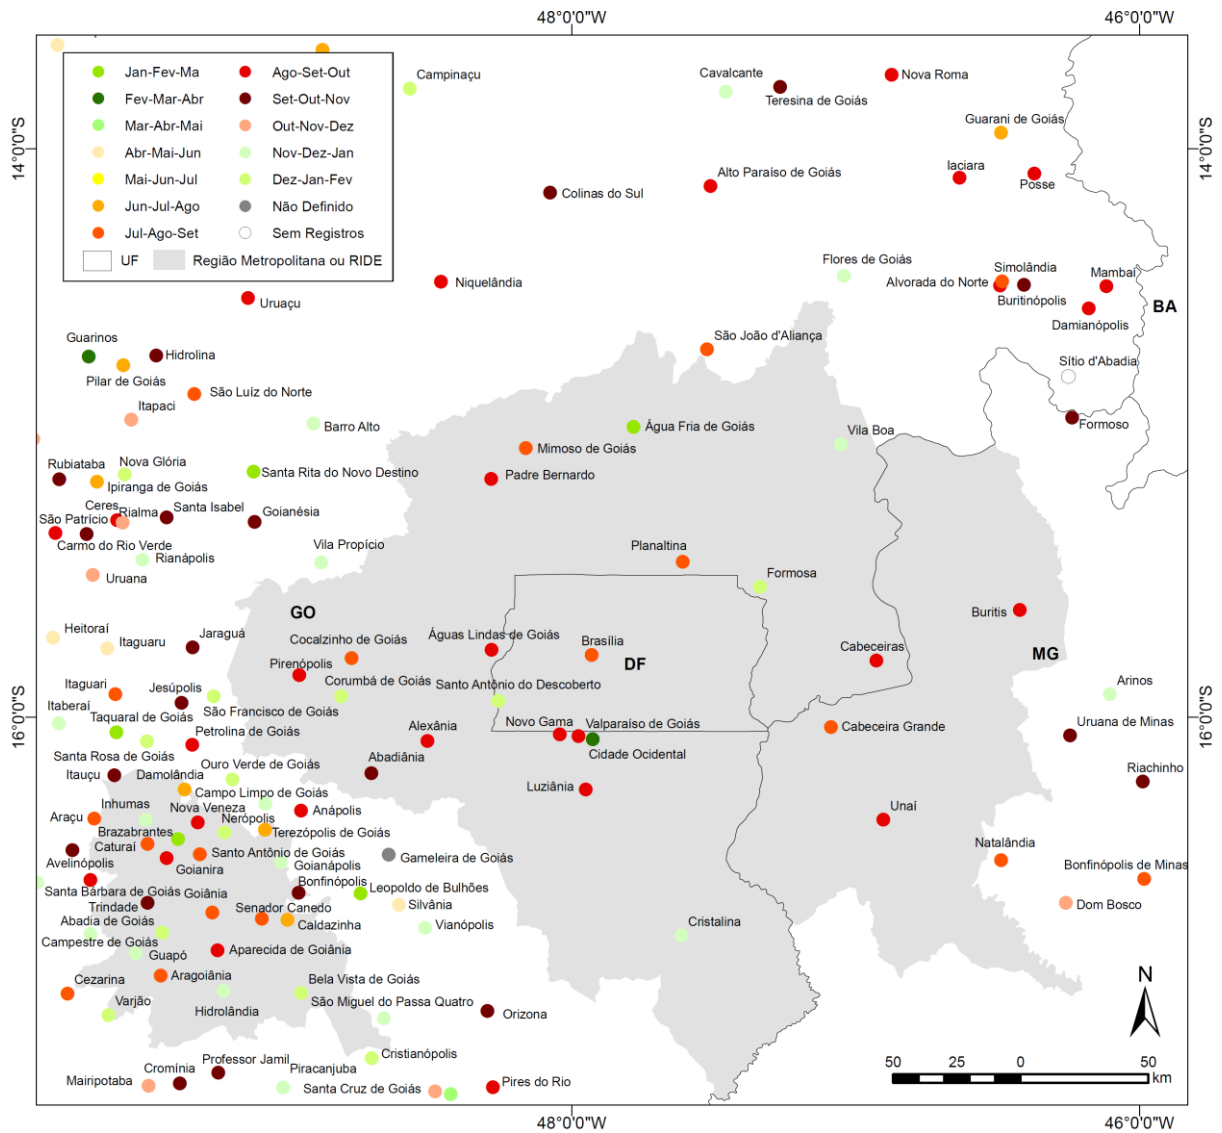 48°0'0"W
46°0'0"W
Jan-Fev-Ma
Ago-Set-Out
Fev-Mar-Abr
Set-Out-Nov
Mar-Abr-Mai
Out-Nov-Dez
Abr-Mai-Jun
Nov-Dez-Jan
Mai-Jun-Jul
Dez-Jan-Fev
Jun-Jul-Ago
Não Definido
Jul-Ago-Set
Sem Registros
UF
Região Metropolitana ou RIDE
Campinaçu
Cavalcante
Teresina de Goiás
Nova Roma
Guarani de Goiás
14°0'0"S
14°0'0"S
Iaciara
Posse
Alto Paraíso de Goiás
Colinas do Sul
Flores de Goiás
Simolândia
Mambaí
Alvorada do Norte
Buritinópolis
Niquelândia
Uruaçu
BA
Damianópolis
Guarinos
Hidrolina
São João d'Aliança
Sítio d'Abadia
Pilar de Goiás
São Luíz do Norte
Itapaci
Barro Alto
Água Fria de Goiás
Formoso
Vila Boa
Mimoso de Goiás
Rubiataba
Nova Glória
Santa Rita do Novo Destino
Padre Bernardo
Ipiranga de Goiás
Ceres
Rialma
Santa Isabel
Goianésia
São Patrício
Carmo do Rio Verde
Vila Propício
Planaltina
Rianápolis
Uruana
Formosa
GO
Buritis
Heitoraí
Itaguaru
Jaraguá
Cocalzinho de Goiás
Águas Lindas de Goiás
Brasília
DF
Cabeceiras
MG
Pirenópolis
Itaguari
Jesúpolis
Corumbá de Goiás
Santo Antônio do Descoberto
Arinos
Itaberaí
São Francisco de Goiás
16°0'0"S
16°0'0"S
Taquaral de Goiás
Petrolina de Goiás
Alexânia
Novo Gama
Valparaíso de Goiás
Cabeceira Grande
Uruana de Minas
Santa Rosa de Goiás
Abadiânia
Cidade Ocidental
Itauçu
Damolândia
Ouro Verde de Goiás
Riachinho
Campo Limpo de Goiás
Luziânia
Inhumas
Nova Veneza
Anápolis
Unaí
Araçu
Nerópolis
Brazabrantes
Terezópolis de Goiás
Caturaí
Natalândia
Avelinópolis
Goianira
Santo Antônio de Goiás
Gameleira de Goiás
Goianápolis
Bonfinópolis de Minas
Bonfinópolis
Leopoldo de Bulhões
Santa Bárbara de Goiás
Goiânia
Trindade
Senador Canedo
Silvânia
Dom Bosco
Abadia de Goiás
Caldazinha
Vianópolis
Cristalina
Campestre de Goiás
Guapó
Aparecida de Goiânia
Cezarina
Aragoiânia
Bela Vista de Goiás
N
Varjão
Hidrolândia
São Miguel do Passa Quatro
Orizona
Cristianópolis
Professor Jamil
Cromínia
Piracanjuba
Mairipotaba
Santa Cruz de Goiás
Pires do Rio
50 25 0 50
km
48°0'0"W
46°0'0"W